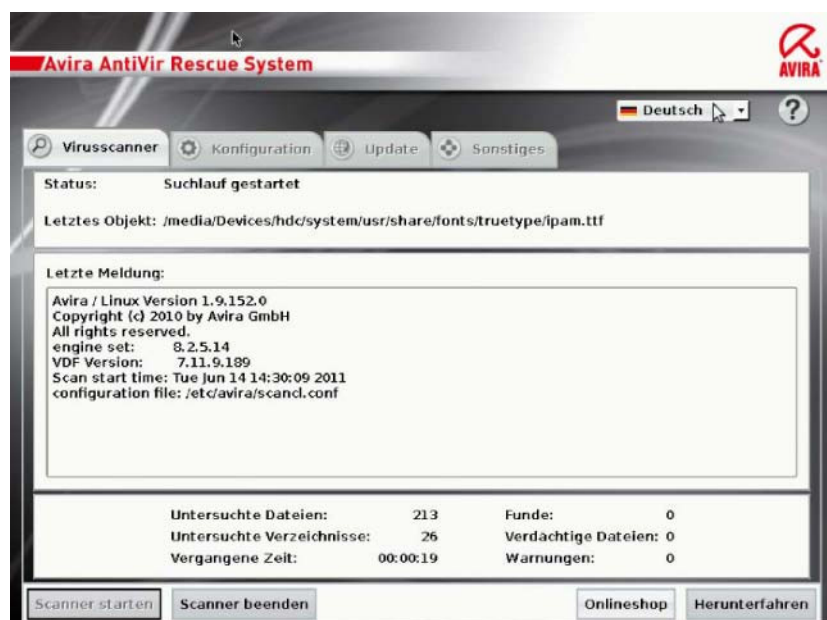 Avira AntiVir Rescue System
AVIRA
Deutsch
?
Virusscanner Konfiguration Update Sonstiges
Status: Suchlauf gestartet
Letztes Objekt: /media/Devices/hdc/system/usr/share/fonts/truetype/ipam.ttf
Letzte Meldung:
Avira / Linux Version 1.9.152.0
Copyright (c) 2010 by Avira GmbH
All rights reserved.
engine set: 8.2.5.14
VDF Version: 7.11.9.189
Scan start time: Tue Jun 14 14:30:09 2011
configuration file: /etc/avira/scancl.conf
Untersuchte Dateien: 213 Funde: 0
Untersuchte Verzeichnisse: 26 Verdächtige Dateien: 0
Vergangene Zeit: 00:00:19 Warnungen: 0
Scanner starten Scanner beenden Onlineshop Herunterfahren